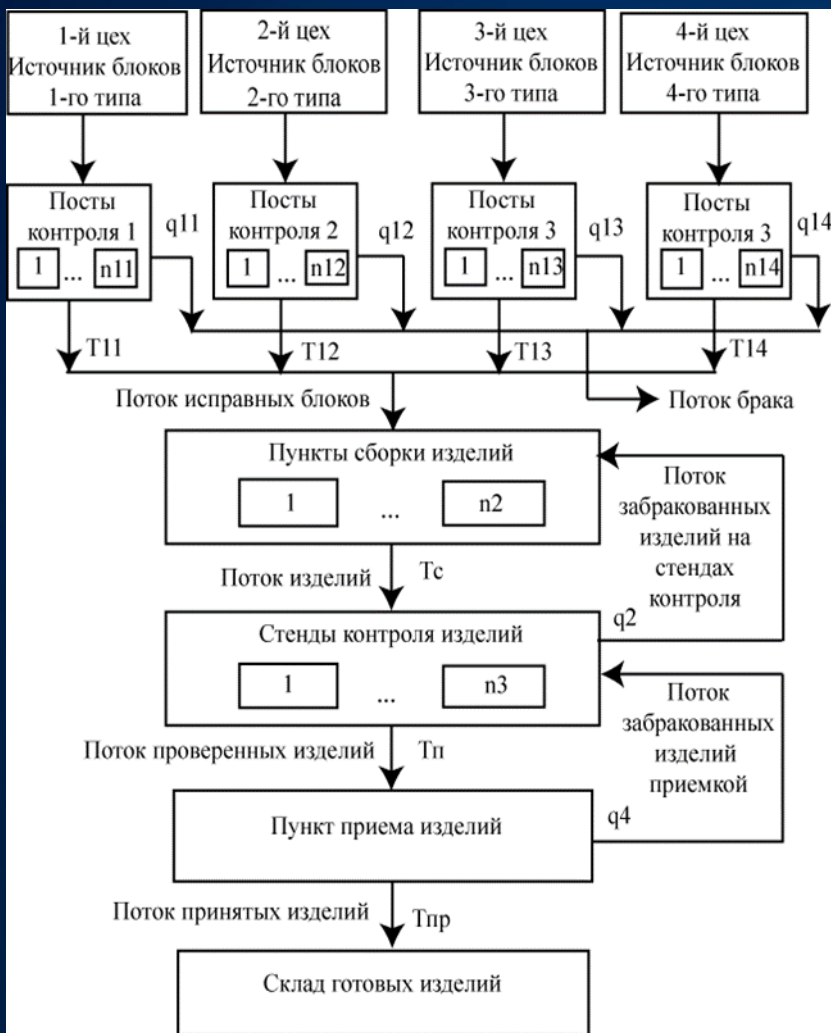 1-й цех
Источник блоков
1-го типа
2-й цех
Источник блоков
2-го типа
3-й цех
Источник блоков
3-го типа
4-й цех
Источник блоков
4-го типа
Посты
контроля 1
1 ... n11
q11
Посты
контроля 2
1 ... n12
q12
Посты
контроля 3
1 ... n13
q13
Посты
контроля 3
1 ... n14
q14
T11
T12
T13
T14
Поток исправных блоков
Поток брака
Пункты сборки изделий
1 ... n2
Поток
забракованных
изделий на
стендах
контроля
Поток изделий Тс
q2
Стенды контроля изделий
1 ... n3
Поток
забракованных
изделий
приемкой
Поток проверенных изделий Тп
q4
Пункт приема изделий
Поток принятых изделий Тпр
Склад готовых изделий